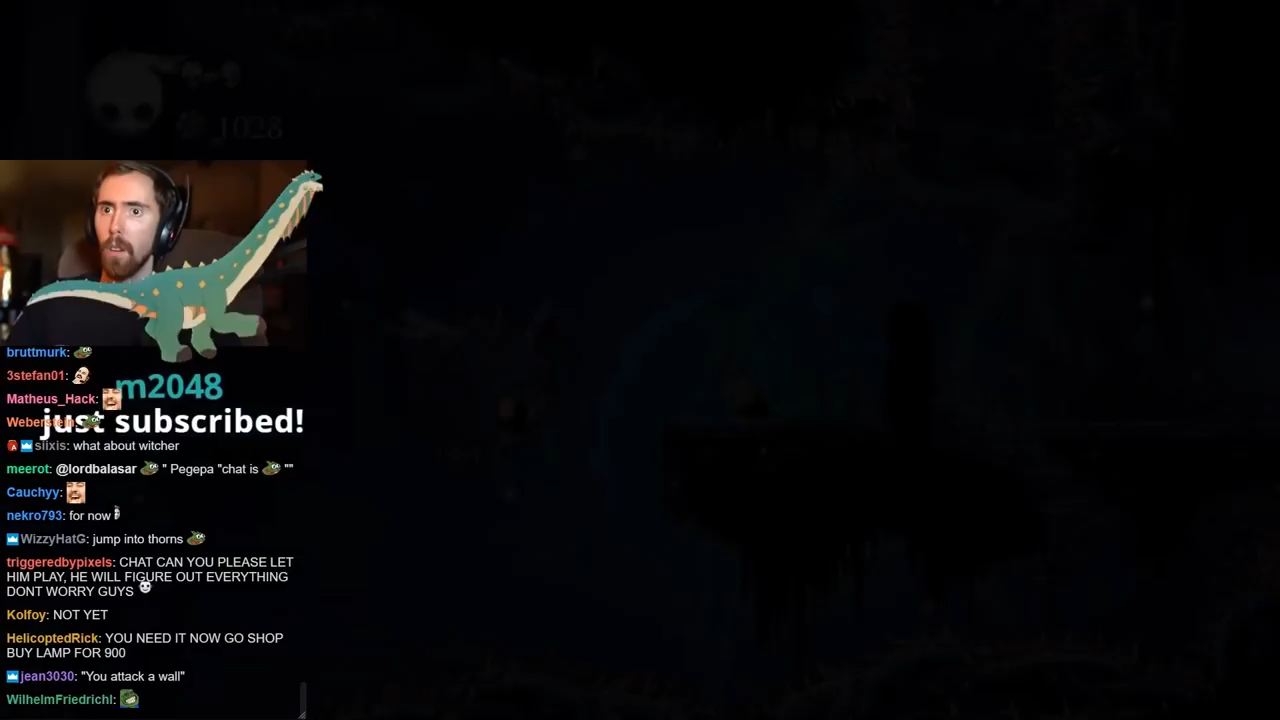 1028
bruttmurk:
3stefan01:
m2048
Matheus_Hack:
just subscribed!
Weberstein:
siixis: what about witcher
meerot: @lordbalasar " Pegepa "chat is ""
Cauchyy:
nekro793: for now
WizzyHatG: jump into thorns
triggeredbypixels: CHAT CAN YOU PLEASE LET
HIM PLAY, HE WILL FIGURE OUT EVERYTHING
DONT WORRY GUYS
Kolfoy: NOT YET
HelicoptedRick: YOU NEED IT NOW GO SHOP
BUY LAMP FOR 900
jean3030: "You attack a wall"
WilhelmFriedrichI: